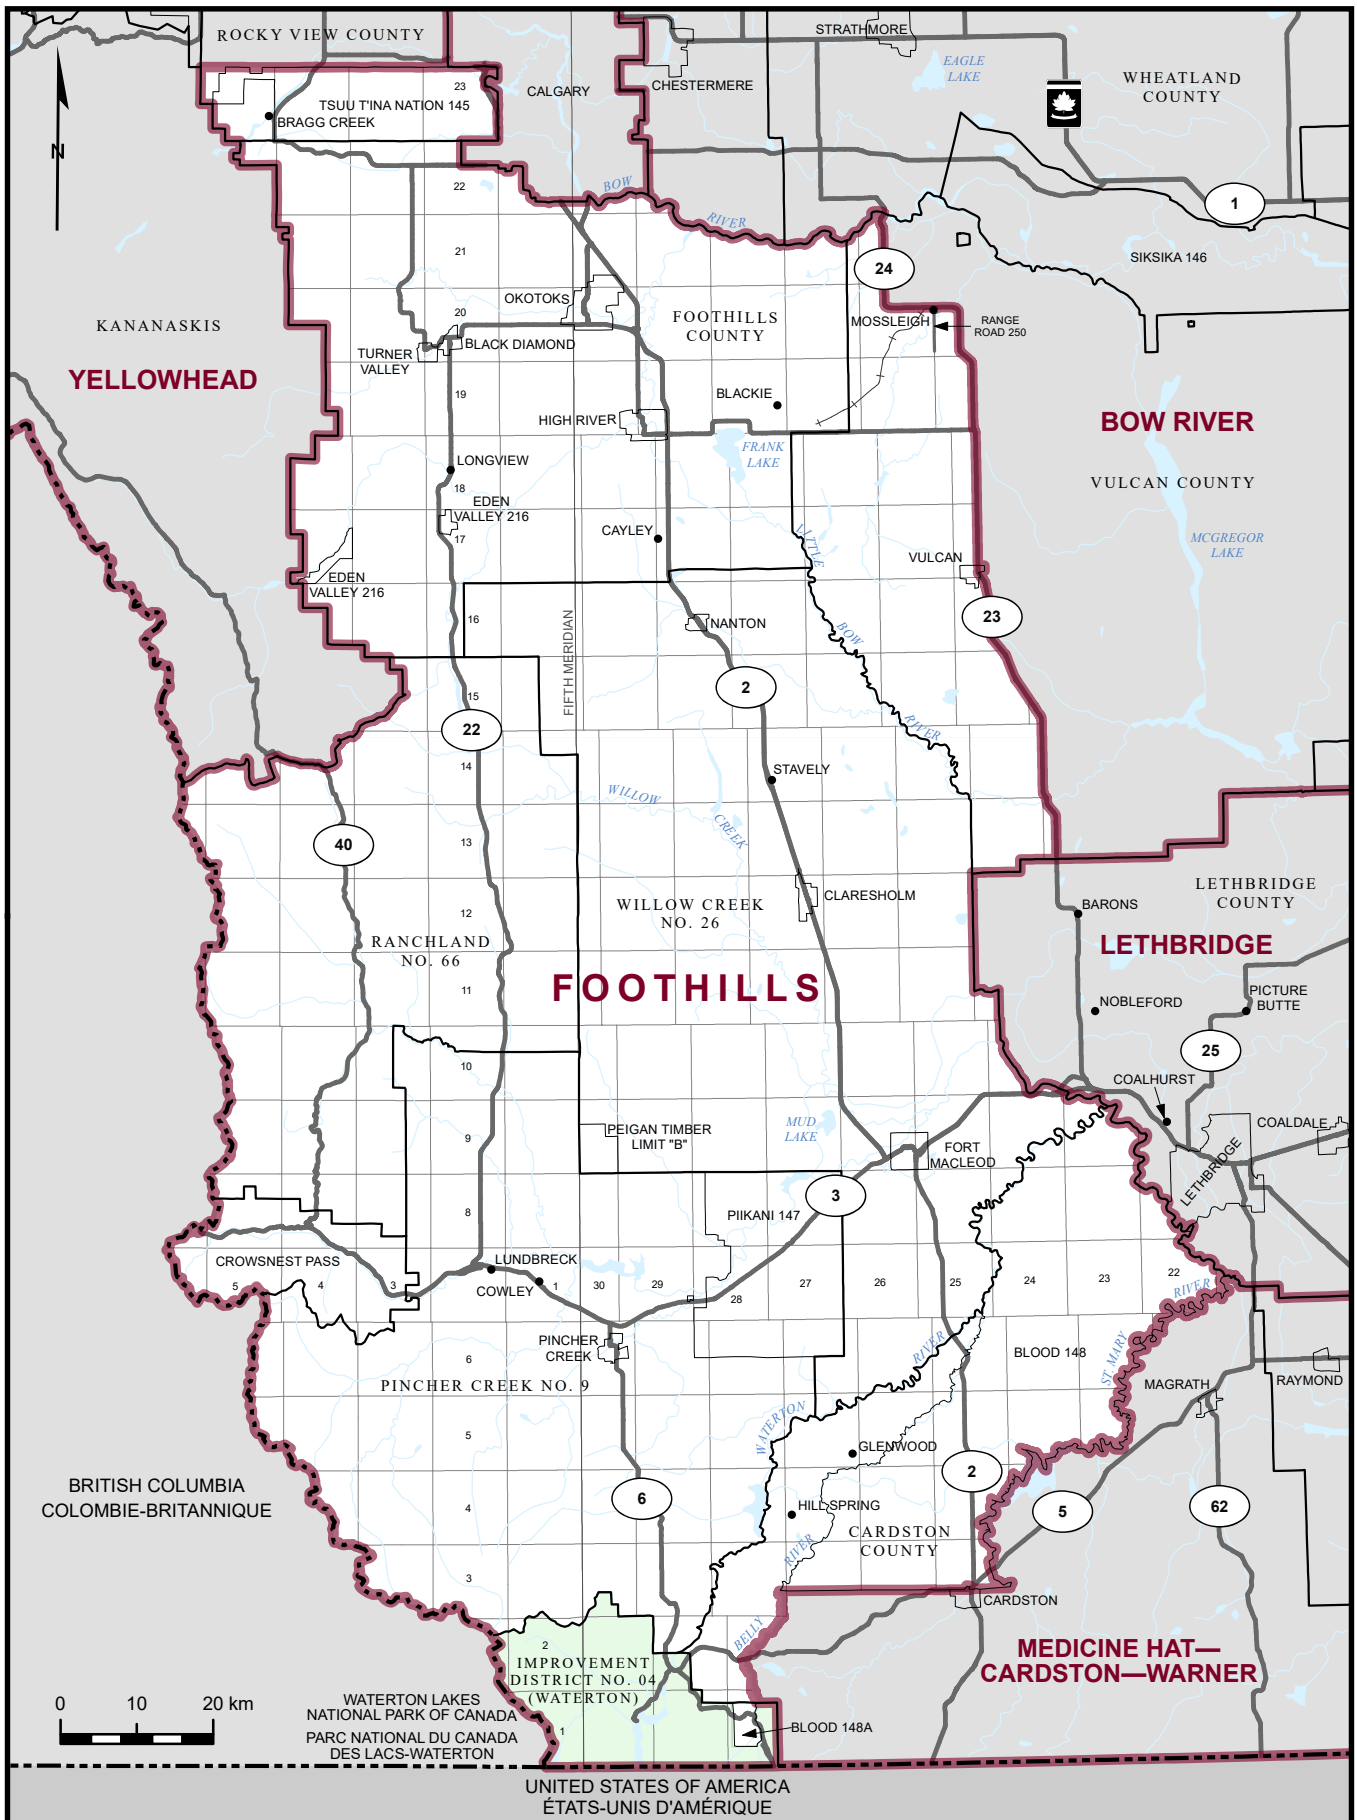 ROCKY VIEW COUNTY
STRATHMORE
EAGLE
LAKE
WHEATLAND
COUNTY
CALGARY
CHESTERMERE
23
TSUU T'INA NATION 145
BRAGG CREEK
N
22
BOW
RIVER
1
21
24
SIKSIKA 146
OKOTOKS
20
KANANASKIS
FOOTHILLS
COUNTY
MOSSLEIGH
RANGE
ROAD 250
TURNER
VALLEY
BLACK DIAMOND
YELLOWHEAD
19
BLACKIE
HIGH RIVER
BOW RIVER
FRANK
LAKE
LONGVIEW
18
VULCAN COUNTY
EDEN
VALLEY 216
17
CAYLEY
LITTLE
MCGREGOR
LAKE
VULCAN
EDEN
VALLEY 216
16
FIFTH MERIDIAN
NANTON
BOW
23
2
15
22
RIVER
14
STAVELY
WILLOW
CREEK
40
13
CLARESHOLM
LETHBRIDGE
COUNTY
WILLOW CREEK
NO. 26
12
BARONS
RANCHLAND
NO. 66
LETHBRIDGE
FOOTHILLS
11
NOBLEFORD
PICTURE
BUTTE
25
10
COALHURST
MUD
LAKE
PEIGAN TIMBER
LIMIT "B"
9
COALDALE
FORT
MACLEOD
LETHBRIDGE
3
8
PIIKANI 147
CROWSNEST PASS
LUNDBRECK
5
4
3
COWLEY
1
30
29
28
27
26
25
24
23
22
RIVER
PINCHER
CREEK
RIVER
BLOOD 148
ST. MARY
6
PINCHER CREEK NO. 9
MAGRATH
RAYMOND
WATERTON
5
GLENWOOD
BRITISH COLUMBIA
COLOMBIE-BRITANNIQUE
2
6
4
HILL SPRING
5
62
CARDSTON
COUNTY
RIVER
3
CARDSTON
BELLY
2
IMPROVEMENT
DISTRICT NO. 04
(WATERTON)
MEDICINE HAT—
CARDSTON—WARNER
0 10 20 km
WATERTON LAKES
NATIONAL PARK OF CANADA
PARC NATIONAL DU CANADA
DES LACS-WATERTON
1
BLOOD 148A
UNITED STATES OF AMERICA
ÉTATS-UNIS D'AMÉRIQUE